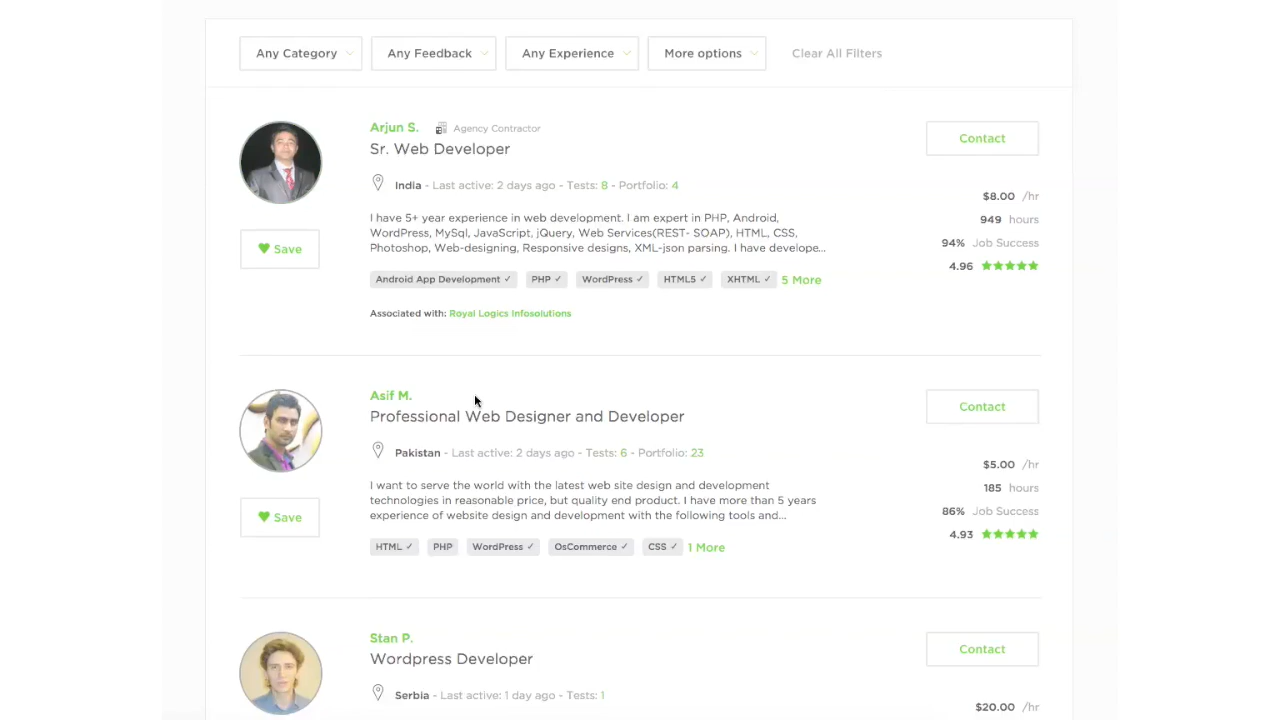 Any Category
Any Feedback
Any Experience
More options
Clear All Filters
Arjun S.
Agency Contractor
Contact
Sr. Web Developer
India - Last active: 2 days ago - Tests: 8 - Portfolio: 4
$8.00 /hr
949 hours
94% Job Success
4.96
I have 5+ year experience in web development. I am expert in PHP, Android,
WordPress, MySql, JavaScript, jQuery, Web Services(REST- SOAP), HTML, CSS,
Photoshop, Web-designing, Responsive designs, XML-json parsing. I have develope...
Save
Android App Development ✓ PHP ✓ WordPress ✓ HTML5 ✓ XHTML ✓ 5 More
Associated with: Royal Logics Infosolutions
Asif M.
Contact
Professional Web Designer and Developer
Pakistan - Last active: 2 days ago - Tests: 6 - Portfolio: 23
$5.00 /hr
185 hours
86% Job Success
4.93
I want to serve the world with the latest web site design and development
technologies in reasonable price, but quality end product. I have more than 5 years
experience of website design and development with the following tools and...
Save
HTML ✓ PHP WordPress ✓ OsCommerce ✓ CSS ✓ 1 More
Stan P.
Contact
Wordpress Developer
Serbia - Last active: 1 day ago - Tests: 1
$20.00 /hr